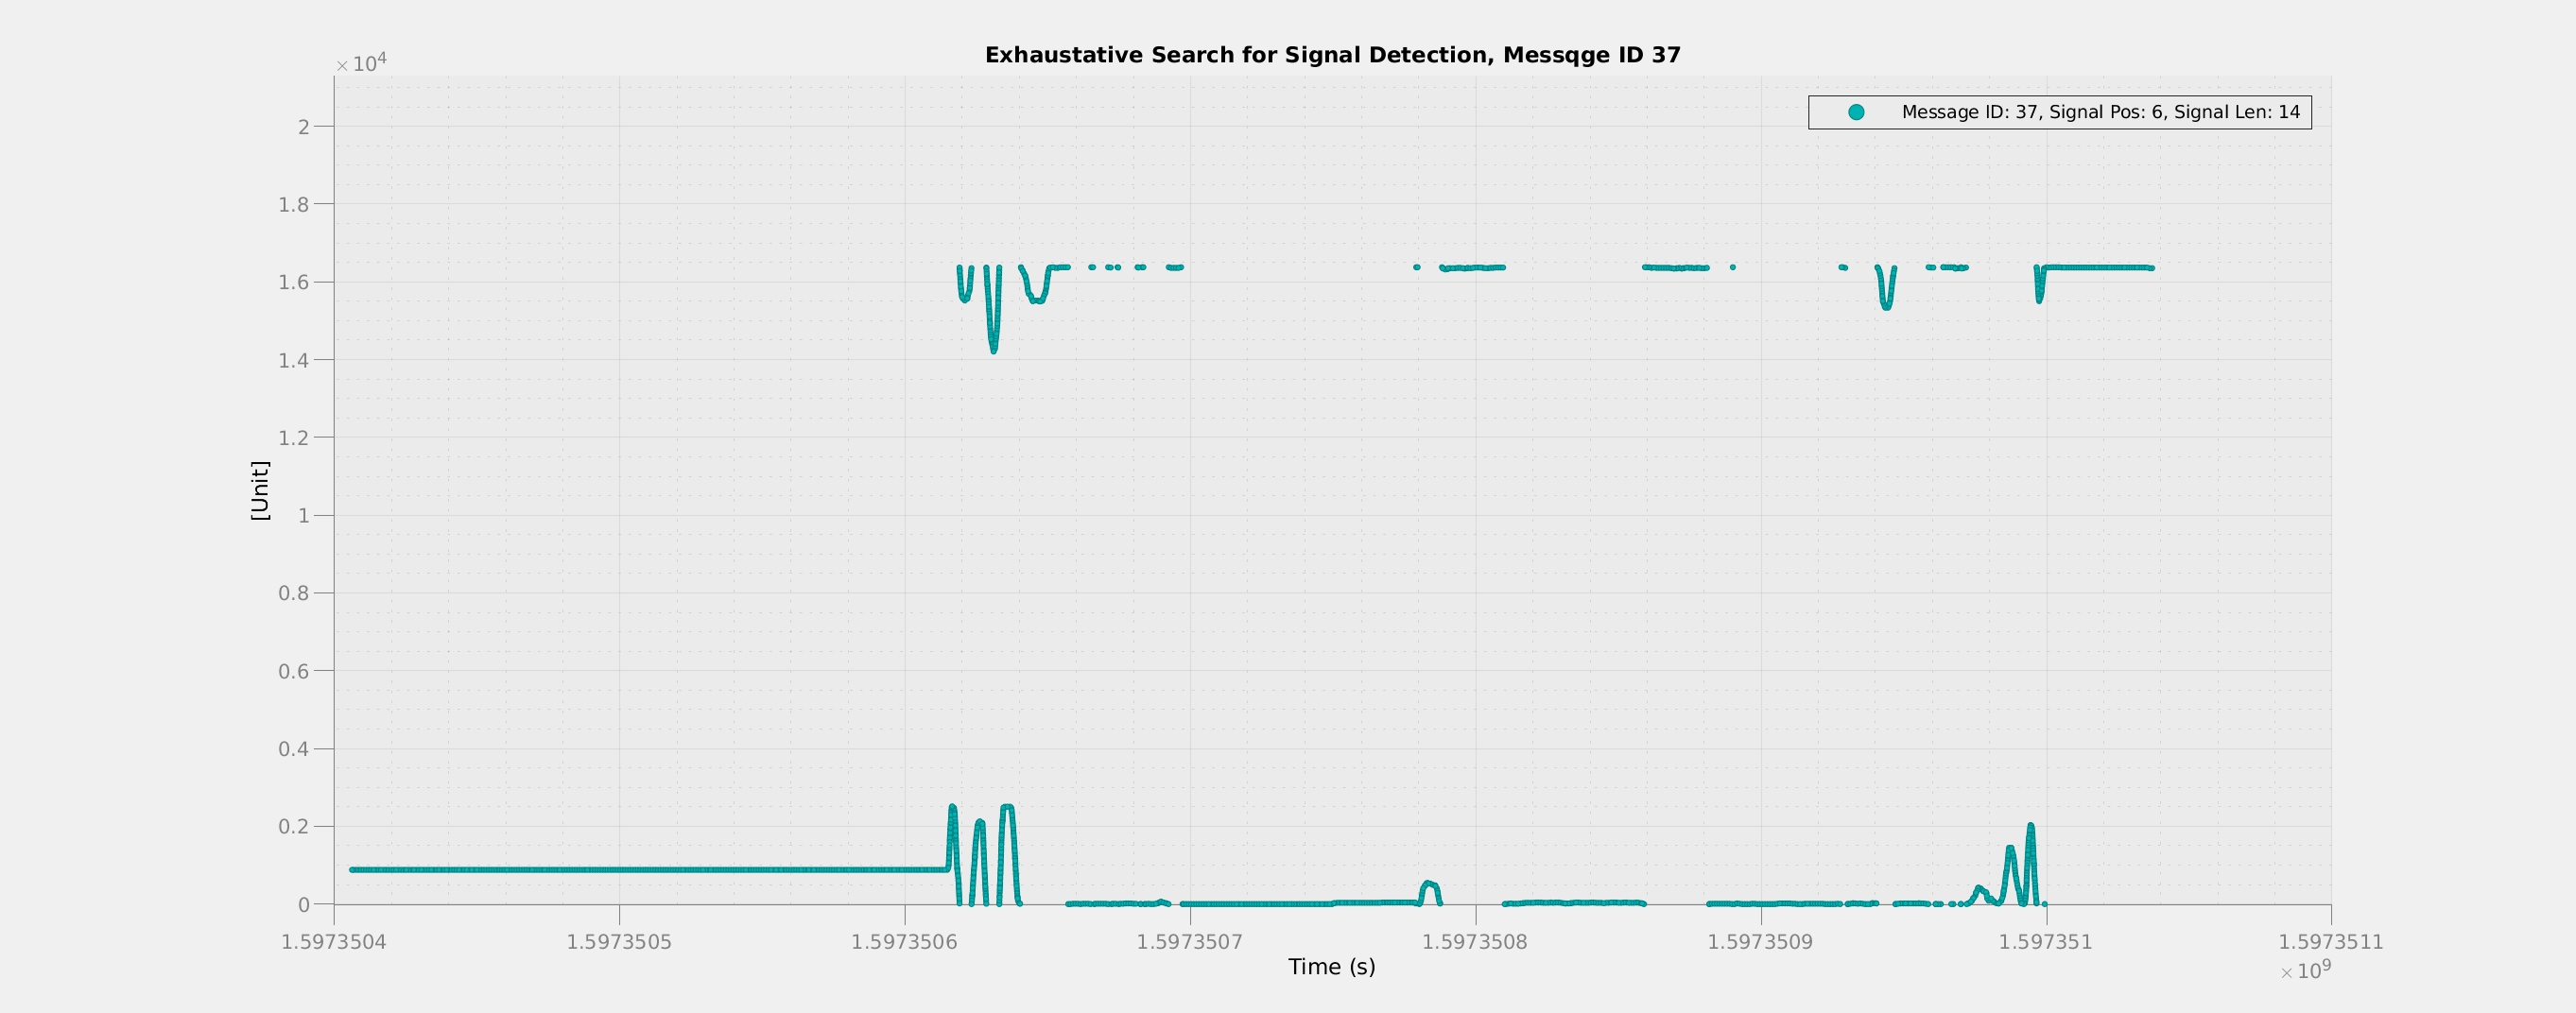 Exhaustative Search for Signal Detection, Messqge ID 37
×10⁴
Message ID: 37, Signal Pos: 6, Signal Len: 14
2
1.8
1.6
1.4
1.2
1
0.8
0.6
0.4
0.2
0
[Unit]
1.5973504 1.5973505 1.5973506 1.5973507 1.5973508 1.5973509 1.597351 1.5973511
Time (s)
×10⁹